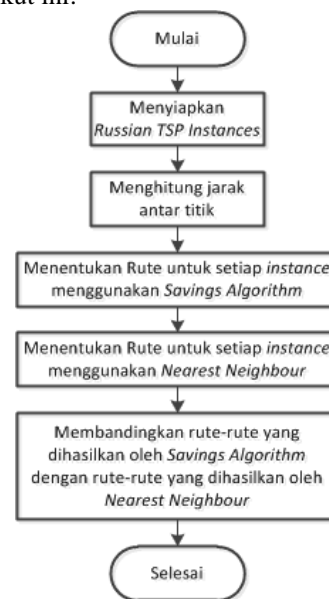 ini:
Mulai
Menyiapkan
Russian TSP Instances
Menghitung jarak
antar titik
Menentukan Rute untuk setiap instance
menggunakan Savings Algorithm
Menentukan Rute untuk setiap instance
menggunakan Nearest Neighbour
Membandingkan rute-rute yang
dihasilkan oleh Savings Algorithm
dengan rute-rute yang dihasilkan oleh
Nearest Neighbour
Selesai